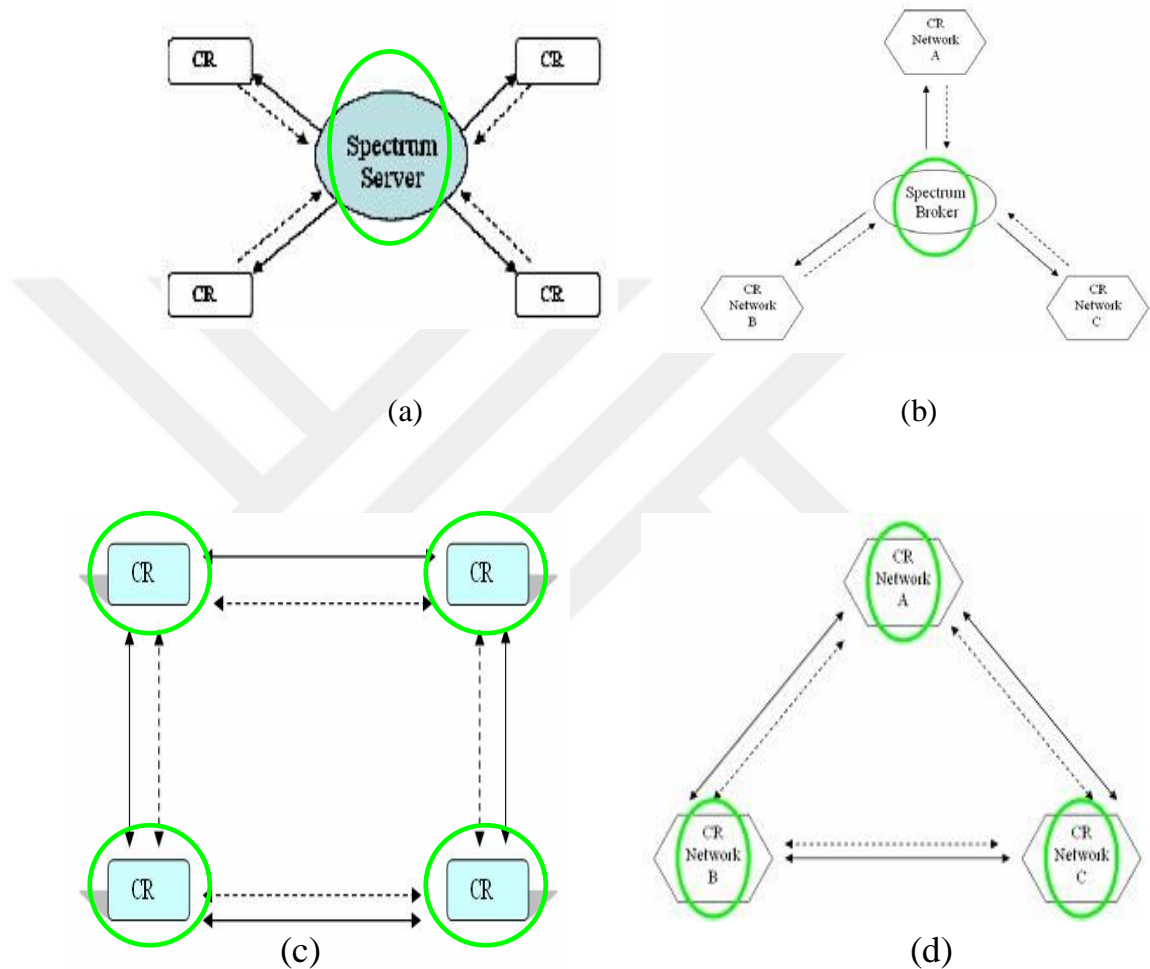 CR
CR
Spectrum
Server
CR
CR
(a)
CR
Network
A
Spectrum
Broker
CR
Network
B
CR
Network
C
(b)
CR
CR
CR
CR
(c)
CR
Network
A
CR
Network
B
CR
Network
C
(d)